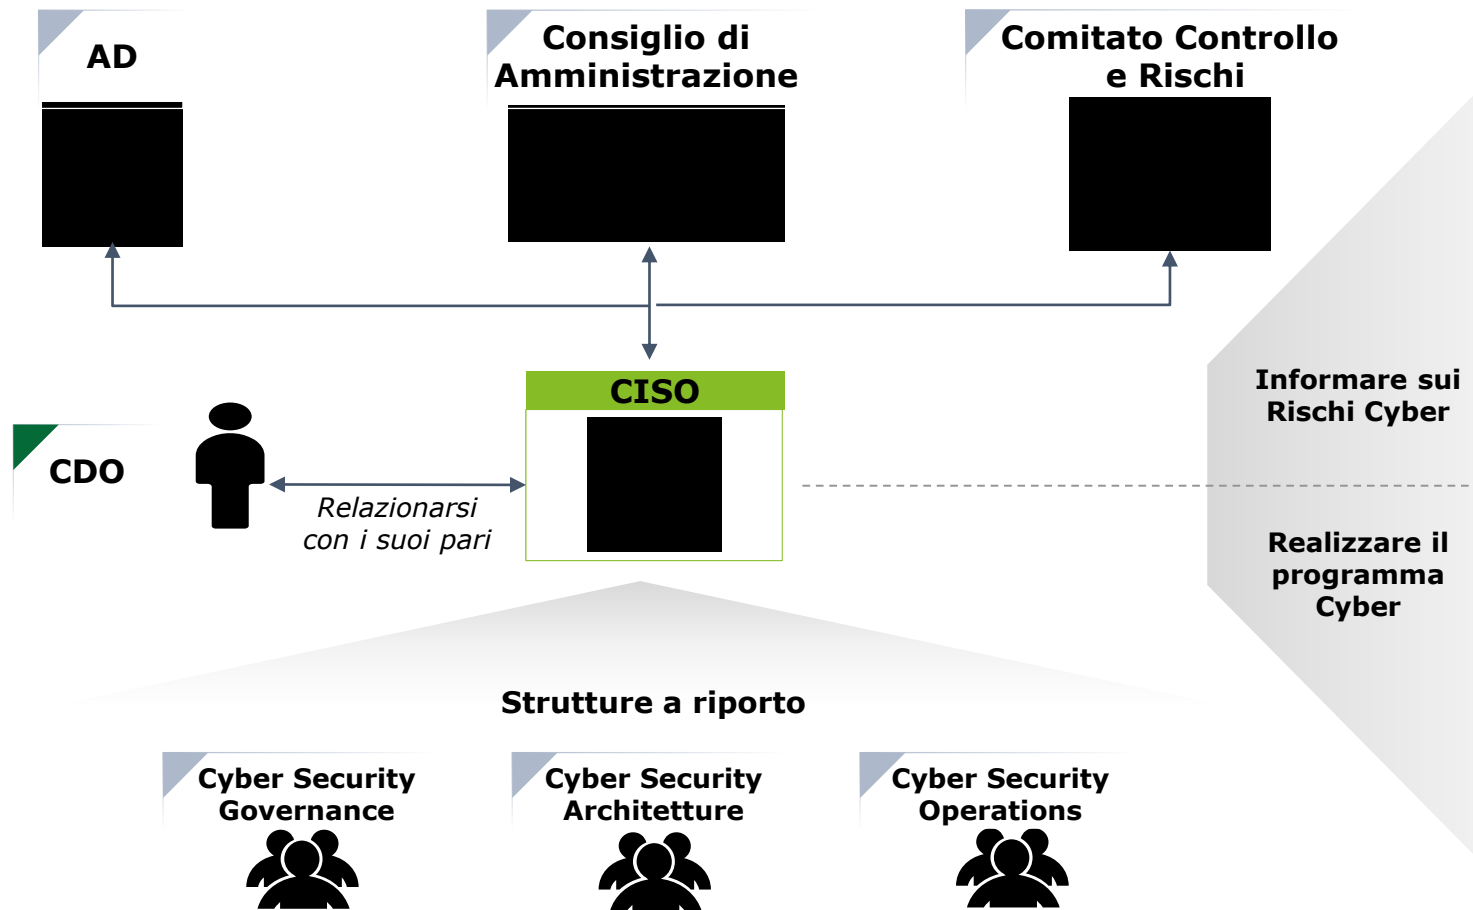 AD
Consiglio di
Amministrazione
Comitato Controllo
e Rischi
CISO
CDO
Relazionarsi
con i suoi pari
Informare sui
Rischi Cyber
Realizzare il
programma
Cyber
Strutture a riporto
Cyber Security
Governance
Cyber Security
Architetture
Cyber Security
Operations